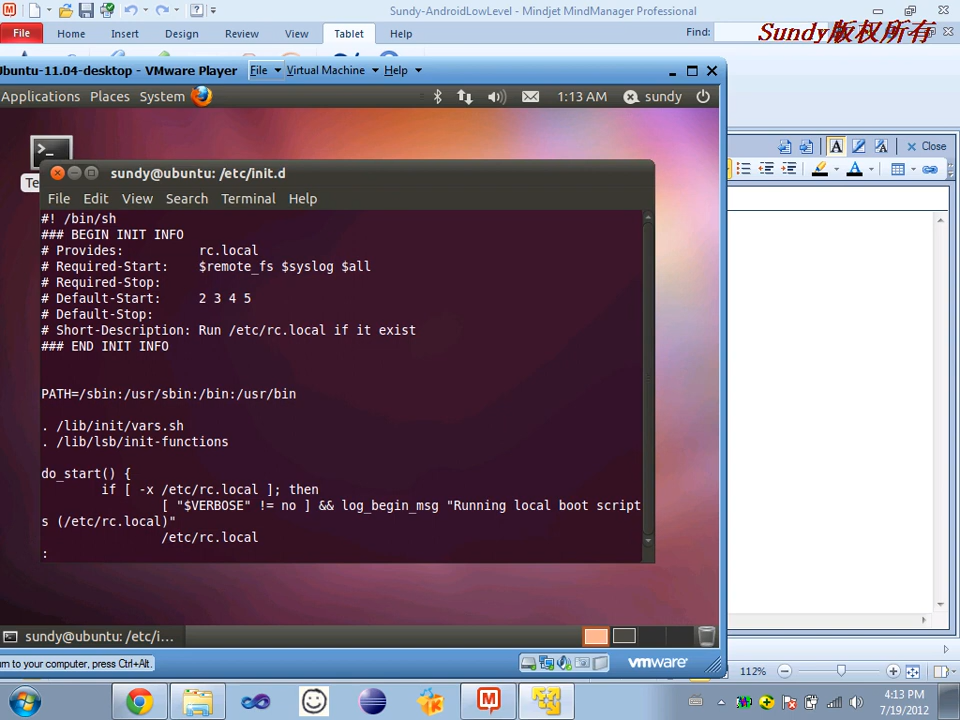 Sundy-AndroidLowLevel - Mindjet MindManager Professional
File Home Insert Design Review View Tablet Help Find:
Sundy版权所有
Ubuntu-11.04-desktop - VMware Player File Virtual Machine Help
Applications Places System 1:13 AM sundy
Close
Te
sundy@ubuntu: /etc/init.d
File Edit View Search Terminal Help
#! /bin/sh
### BEGIN INIT INFO
# Provides: rc.local
# Required-Start: $remote_fs $syslog $all
# Required-Stop:
# Default-Start: 2 3 4 5
# Default-Stop:
# Short-Description: Run /etc/rc.local if it exist
### END INIT INFO
PATH=/sbin:/usr/sbin:/bin:/usr/bin
. /lib/init/vars.sh
. /lib/lsb/init-functions
do_start() {
if [ -x /etc/rc.local ]; then
[ "$VERBOSE" != no ] && log_begin_msg "Running local boot script
s (/etc/rc.local)"
/etc/rc.local
:
sundy@ubuntu: /etc/i...
urn to your computer, press Ctrl+Alt.
vmware
112%
4:13 PM
7/19/2012